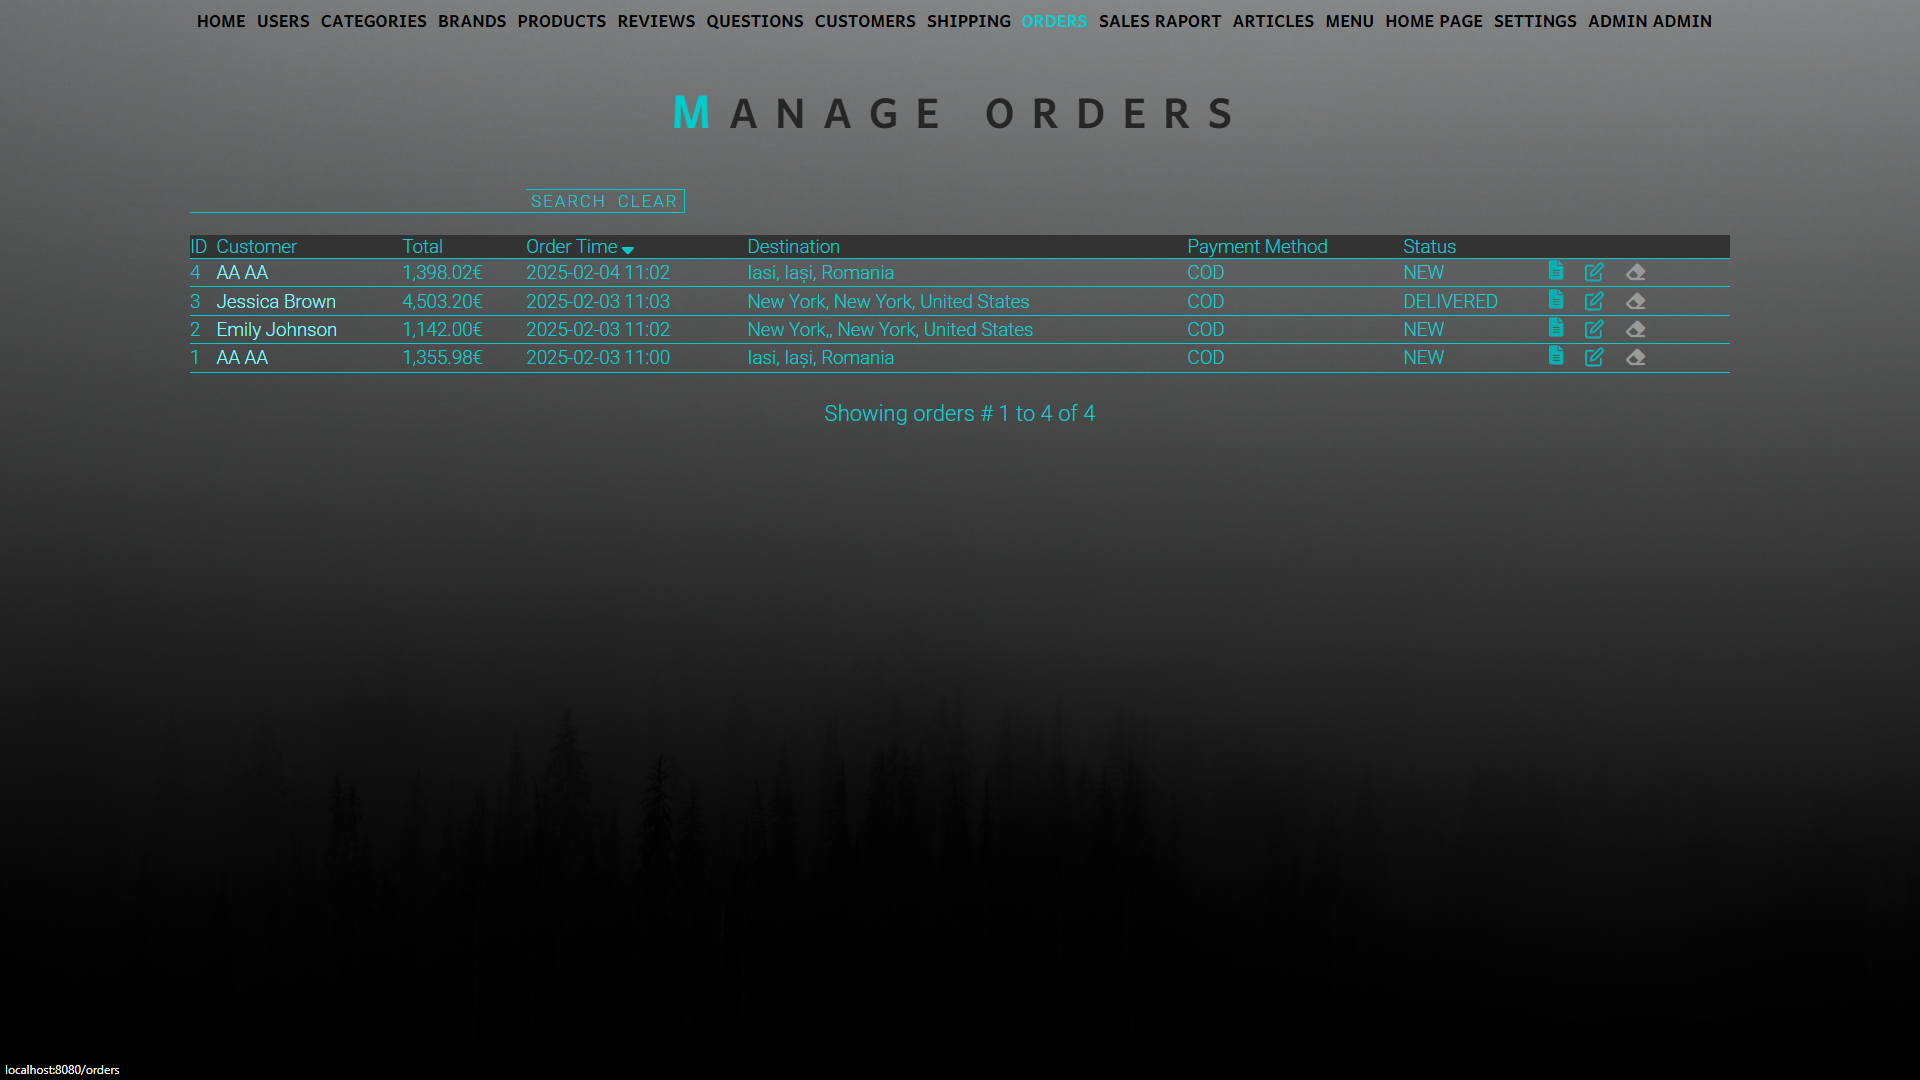 HOME USERS CATEGORIES BRANDS PRODUCTS REVIEWS QUESTIONS CUSTOMERS SHIPPING ORDERS SALES RAPORT ARTICLES MENU HOME PAGE SETTINGS ADMIN ADMIN
MANAGE ORDERS
SEARCH CLEAR
ID Customer Total Order Time Destination Payment Method Status
4 AA AA 1,398.02€ 2025-02-04 11:02 Iasi, Iași, Romania COD NEW
3 Jessica Brown 4,503.20€ 2025-02-03 11:03 New York, New York, United States COD DELIVERED
2 Emily Johnson 1,142.00€ 2025-02-03 11:02 New York,, New York, United States COD NEW
1 AA AA 1,355.98€ 2025-02-03 11:00 Iasi, Iași, Romania COD NEW
Showing orders # 1 to 4 of 4
localhost:8080/orders